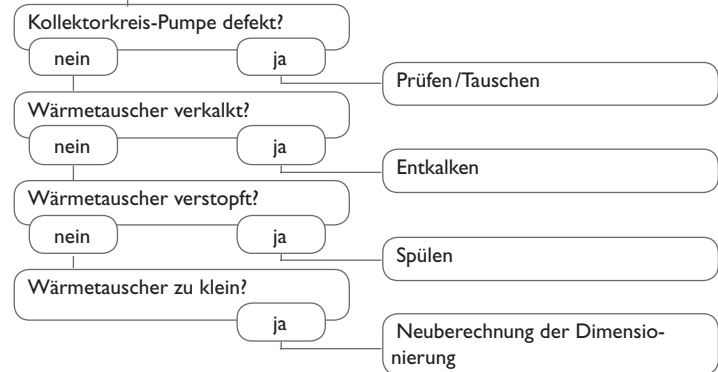 Kollektorkreis-Pumpe defekt?
nein
ja
Prüfen/Tauschen
Wärmetauscher verkalkt?
nein
ja
Entkalken
Wärmetauscher verstopft?
nein
ja
Spülen
Wärmetauscher zu klein?
ja
Neuberechnung der Dimensio-
nierung